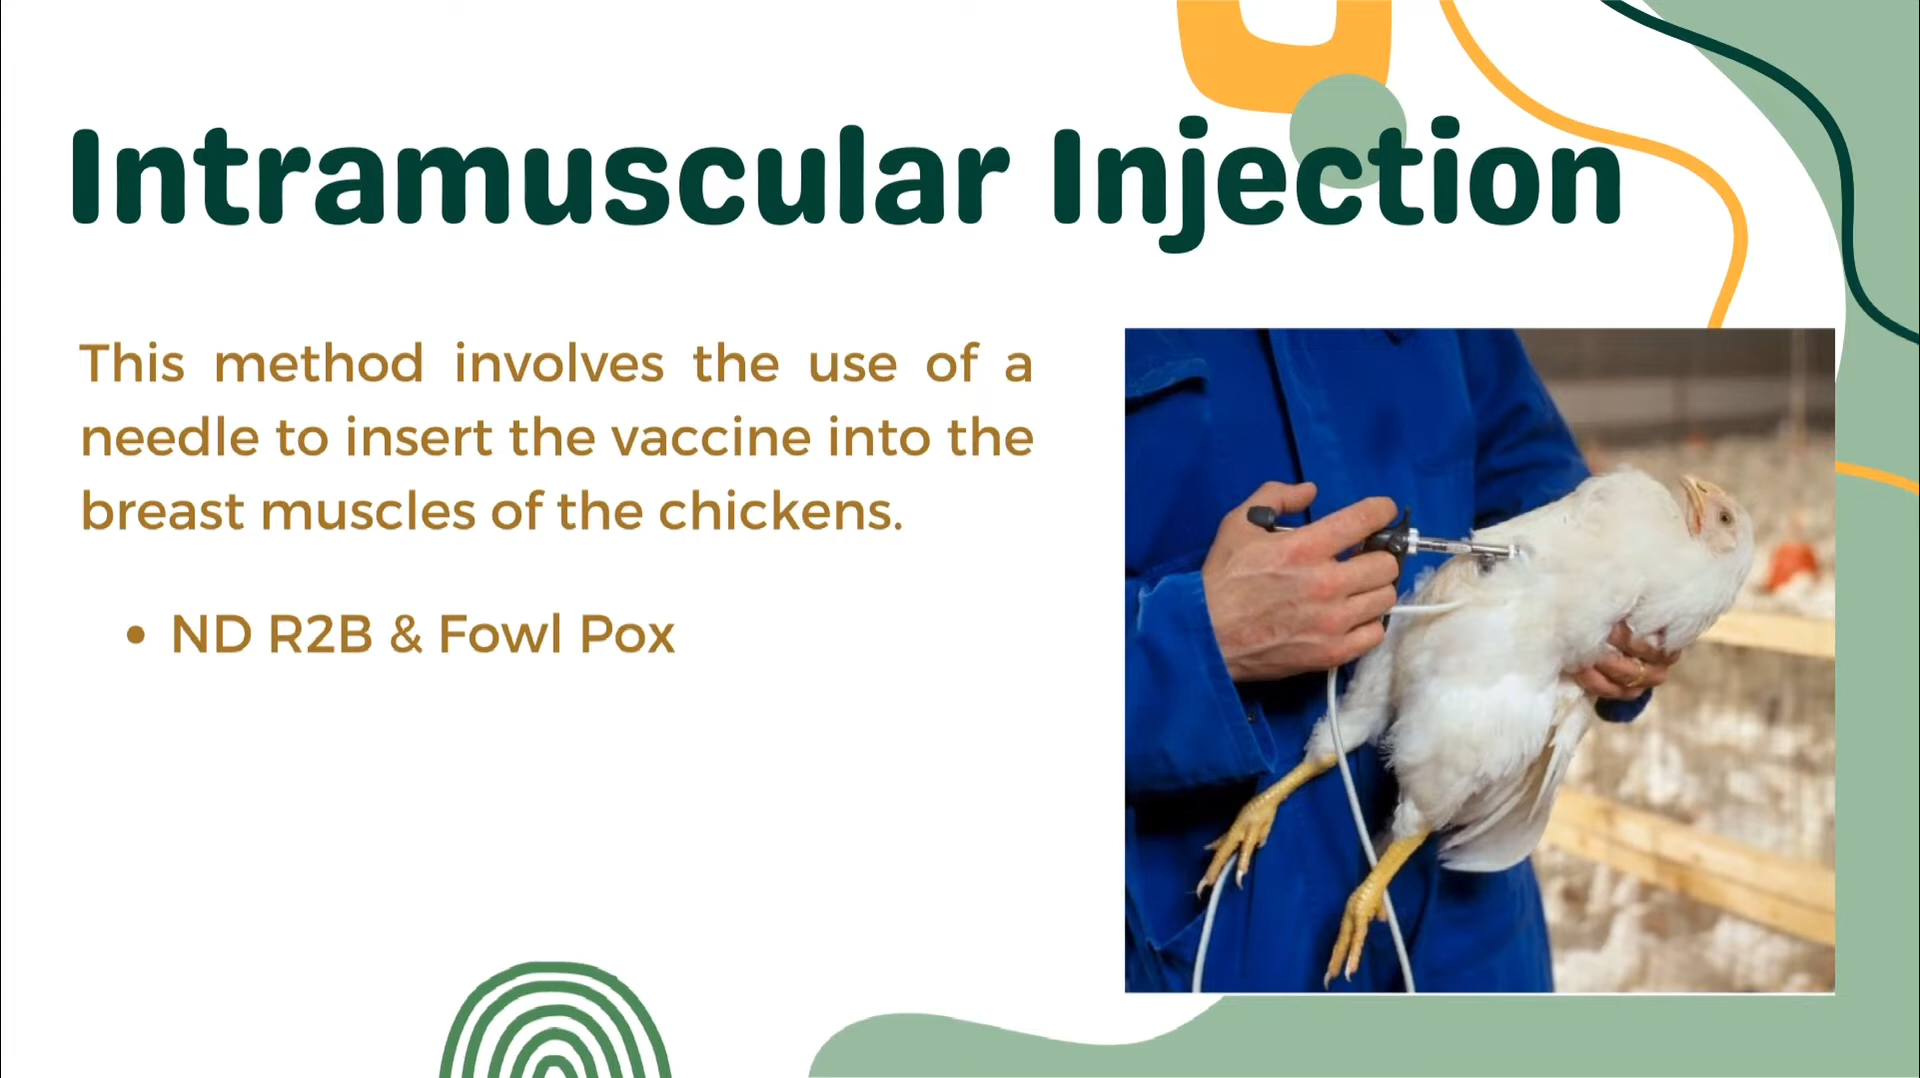 Intramuscular Injection
This method involves the use of a
needle to insert the vaccine into the
breast muscles of the chickens.
• ND R2B & Fowl Pox